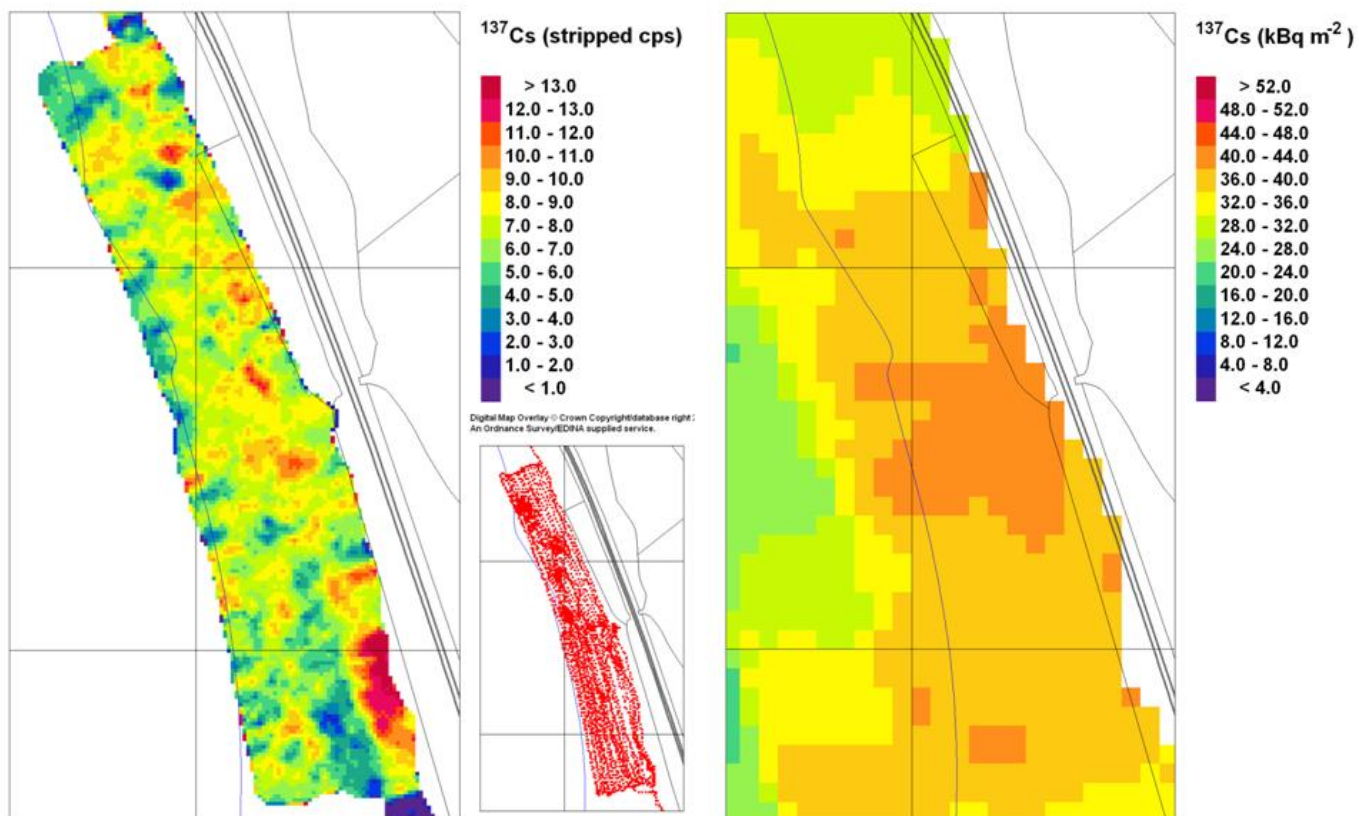 ¹³⁷Cs (stripped cps)
> 13.0
12.0 - 13.0
11.0 - 12.0
10.0 - 11.0
9.0 - 10.0
8.0 - 9.0
7.0 - 8.0
6.0 - 7.0
5.0 - 6.0
4.0 - 5.0
3.0 - 4.0
2.0 - 3.0
1.0 - 2.0
< 1.0
Digital Map Overlay © Crown Copyright/database right
An Ordnance Survey/EDINA supplied service.
¹³⁷Cs (kBq m⁻² )
> 52.0
48.0 - 52.0
44.0 - 48.0
40.0 - 44.0
36.0 - 40.0
32.0 - 36.0
28.0 - 32.0
24.0 - 28.0
20.0 - 24.0
16.0 - 20.0
12.0 - 16.0
8.0 - 12.0
4.0 - 8.0
< 4.0